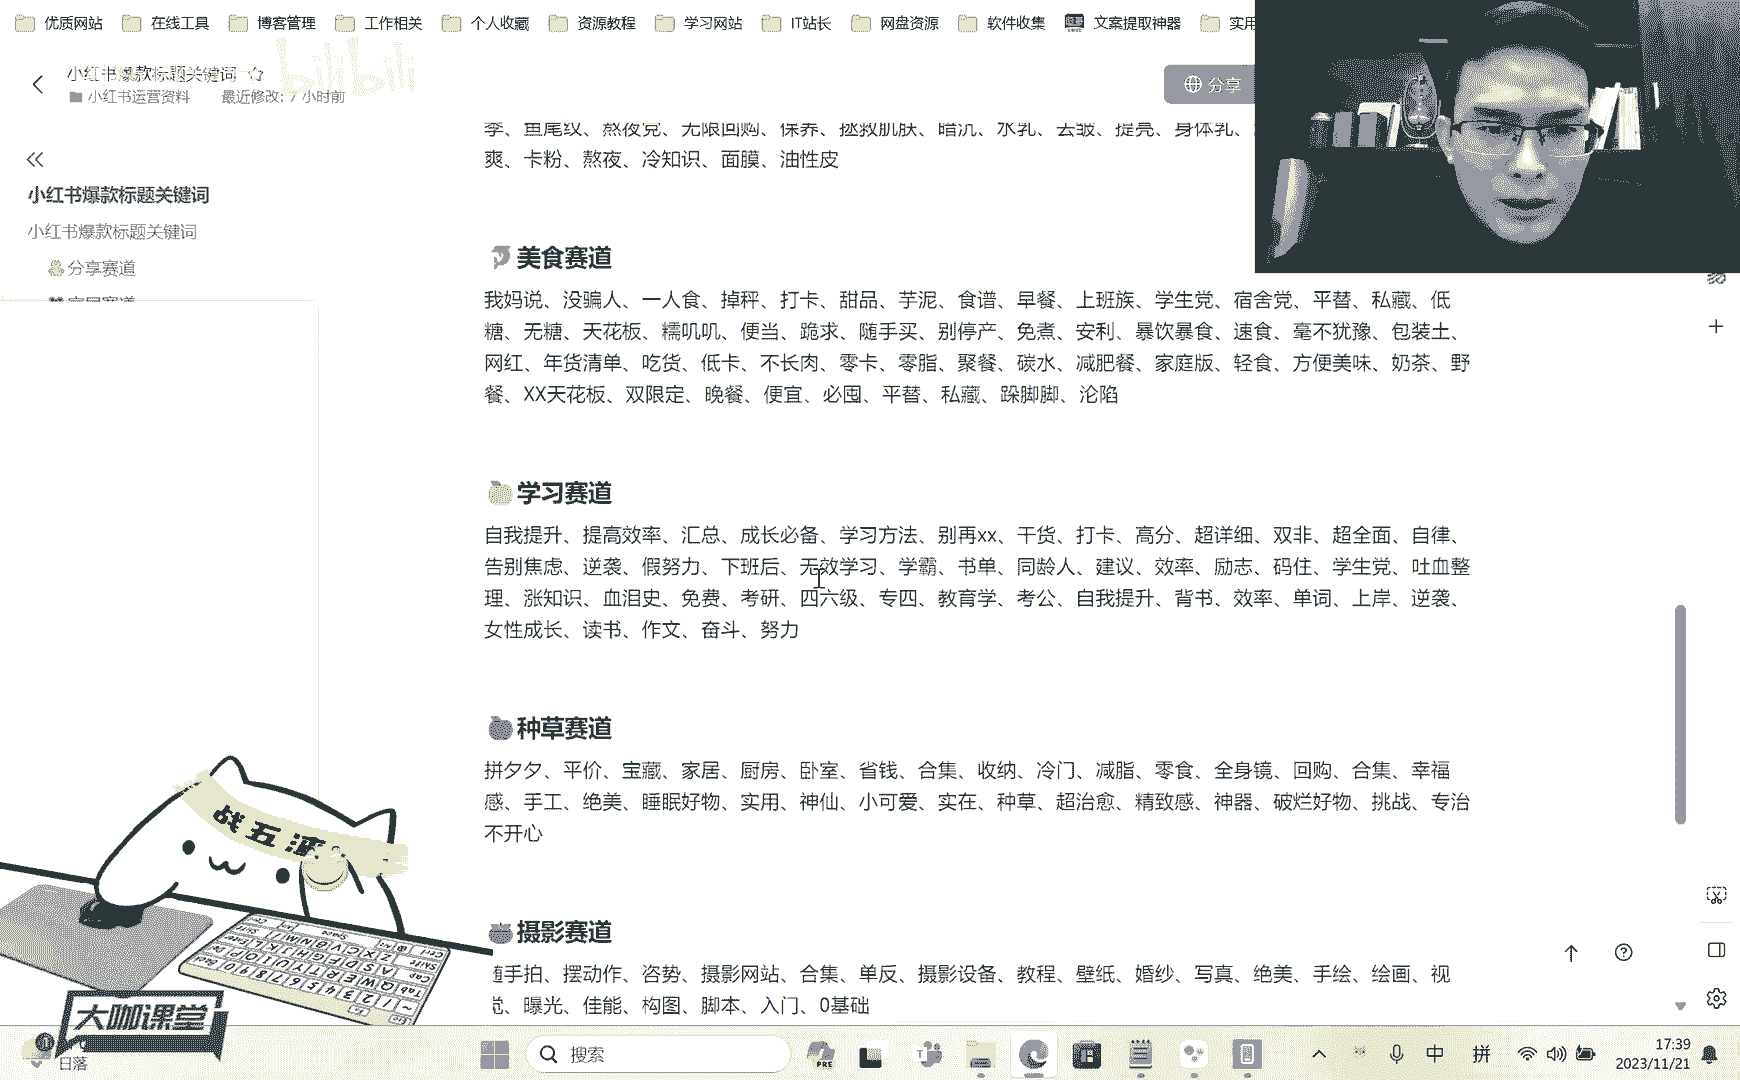 优质网站 在线工具 博客管理 工作相关 个人收藏 资源教程 学习网站 IT站长 网盘资源 软件收集 文案提取神器 实用
bilibili
小红书爆款标题关键词
小红书运营资料 最近修改: 7 小时前
分享
小红书爆款标题关键词
小红书爆款标题关键词
分享赛道
家居赛道
季、鱼尾纹、熬夜党、无限回购、保养、拯救肌肤、暗沉、水乳、去皱、提亮、身体乳、
爽、卡粉、熬夜、冷知识、面膜、油性皮
美食赛道
我妈说、没骗人、一人食、掉秤、打卡、甜品、芋泥、食谱、早餐、上班族、学生党、宿舍党、平替、私藏、低
糖、无糖、天花板、糯叽叽、便当、跪求、随手买、别停产、免煮、安利、暴饮暴食、速食、毫不犹豫、包装土、
网红、年货清单、吃货、低卡、不长肉、零卡、零脂、聚餐、碳水、减肥餐、家庭版、轻食、方便美味、奶茶、野
餐、XX天花板、双限定、晚餐、便宜、必囤、平替、私藏、跺脚脚、沦陷
学习赛道
自我提升、提高效率、汇总、成长必备、学习方法、别再xx、干货、打卡、高分、超详细、双非、超全面、自律、
告别焦虑、逆袭、假努力、下班后、无效学习、学霸、书单、同龄人、建议、效率、励志、码住、学生党、吐血整
理、涨知识、血泪史、免费、考研、四六级、专四、教育学、考公、自我提升、背书、效率、单词、上岸、逆袭、
女性成长、读书、作文、奋斗、努力
种草赛道
拼夕夕、平价、宝藏、家居、厨房、卧室、省钱、合集、收纳、冷门、减脂、零食、全身镜、回购、合集、幸福
感、手工、绝美、睡眠好物、实用、神仙、小可爱、实在、种草、超治愈、精致感、神器、破烂好物、挑战、专治
不开心
摄影赛道
随手拍、摆动作、咨势、摄影网站、合集、单反、摄影设备、教程、壁纸、婚纱、写真、绝美、手绘、绘画、视
觉、曝光、佳能、构图、脚本、入门、0基础
战五渣
大咖课堂
日落
搜索
PRE
中 拼
17:39
2023/11/21